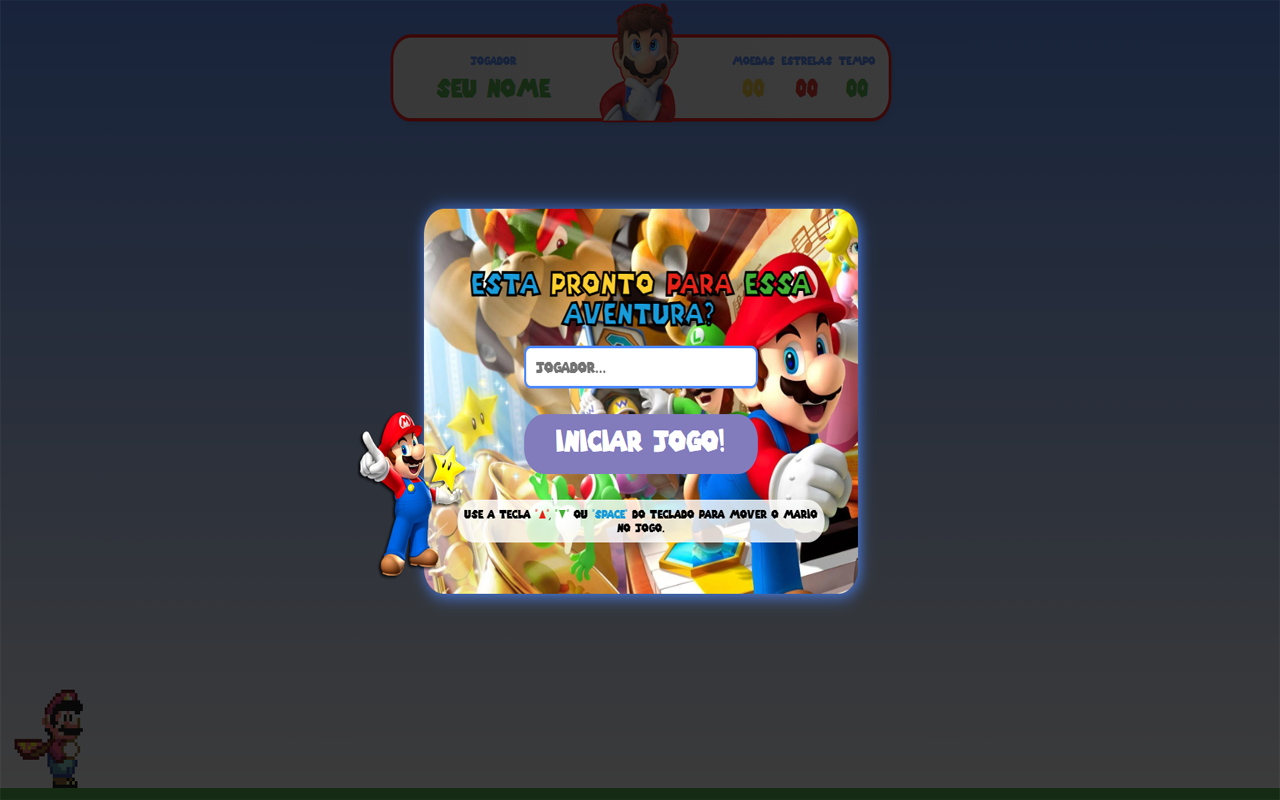 JOGADOR
SEU NOME
MOEDAS ESTRELAS TEMPO
00 00 00
ESTA PRONTO PARA ESSA
AVENTURA?
JOGADOR...
INICIAR JOGO!
USE A TECLA "▲", "▼" OU "SPACE" DO TECLADO PARA MOVER O MARIO
NO JOGO.